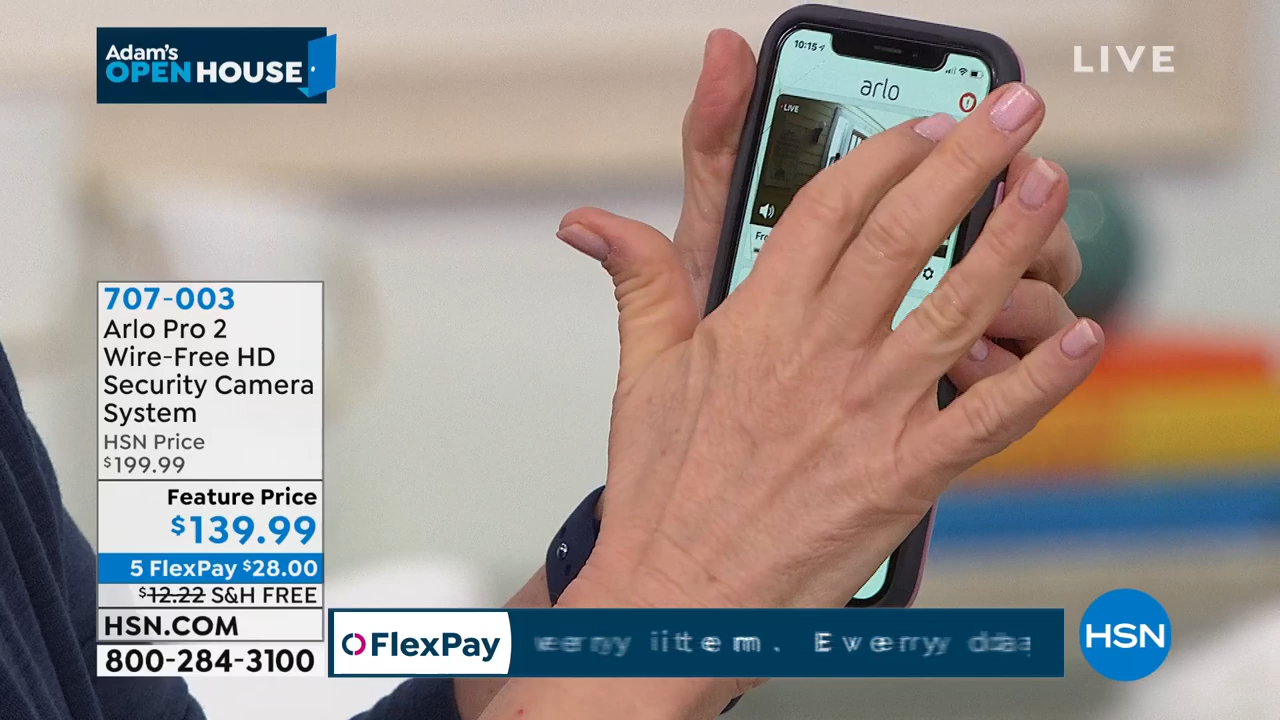 Adam's
OPEN HOUSE
LIVE
10:15
arlo
LIVE
707-003
Arlo Pro 2
Wire-Free HD
Security Camera
System
HSN Price
$199.99
Feature Price
$139.99
5 FlexPay $28.00
$12.22 S&H FREE
HSN.COM
800-284-3100
FlexPay
item. Every
HSN